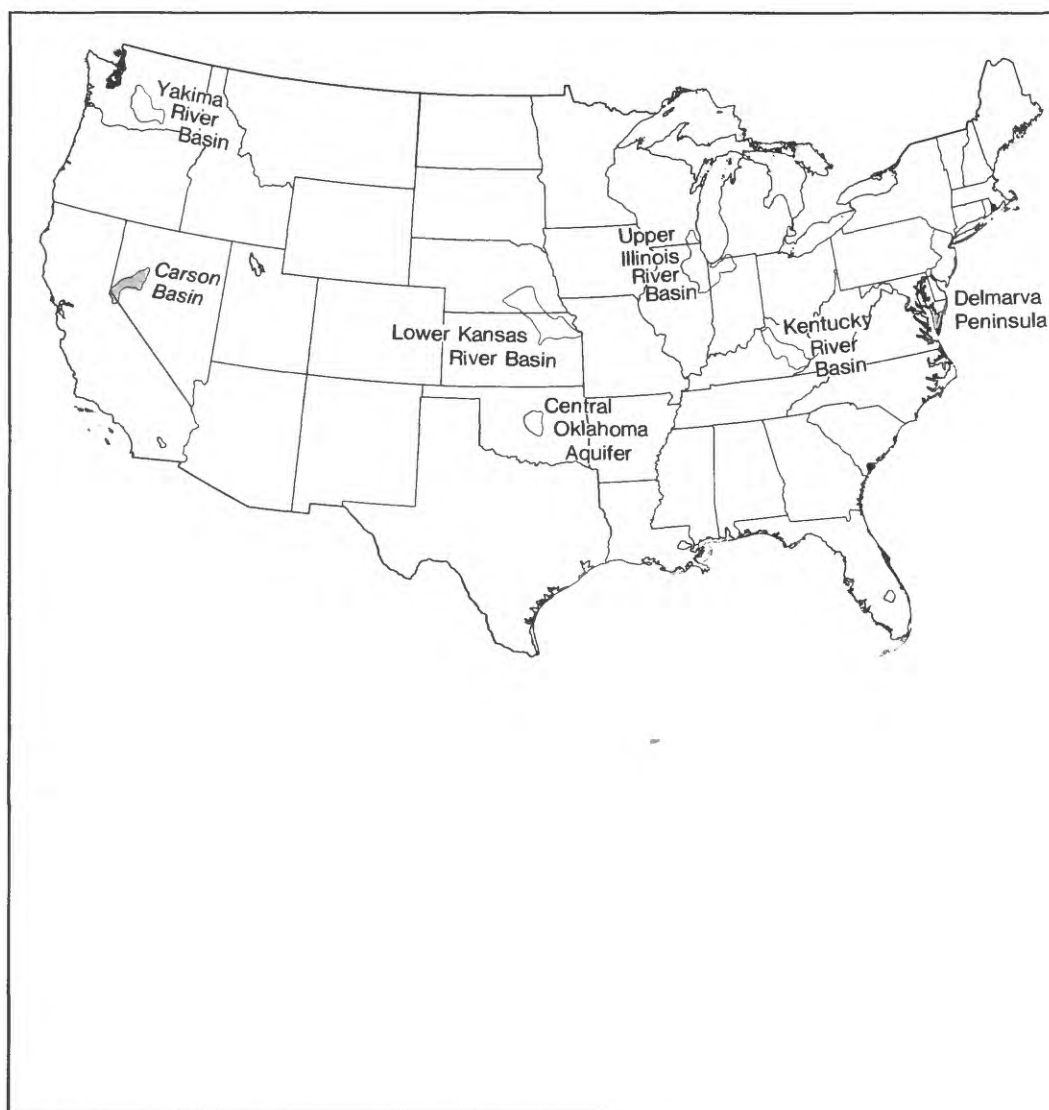 Yakima
River
Basin
Carson
Basin
Upper
Illinois
River
Basin
Lower Kansas
River Basin
Kentucky
River
Basin
Delmarva
Peninsula
Central
Oklahoma
Aquifer